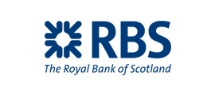 RBS
The Royal Bank of Scotland